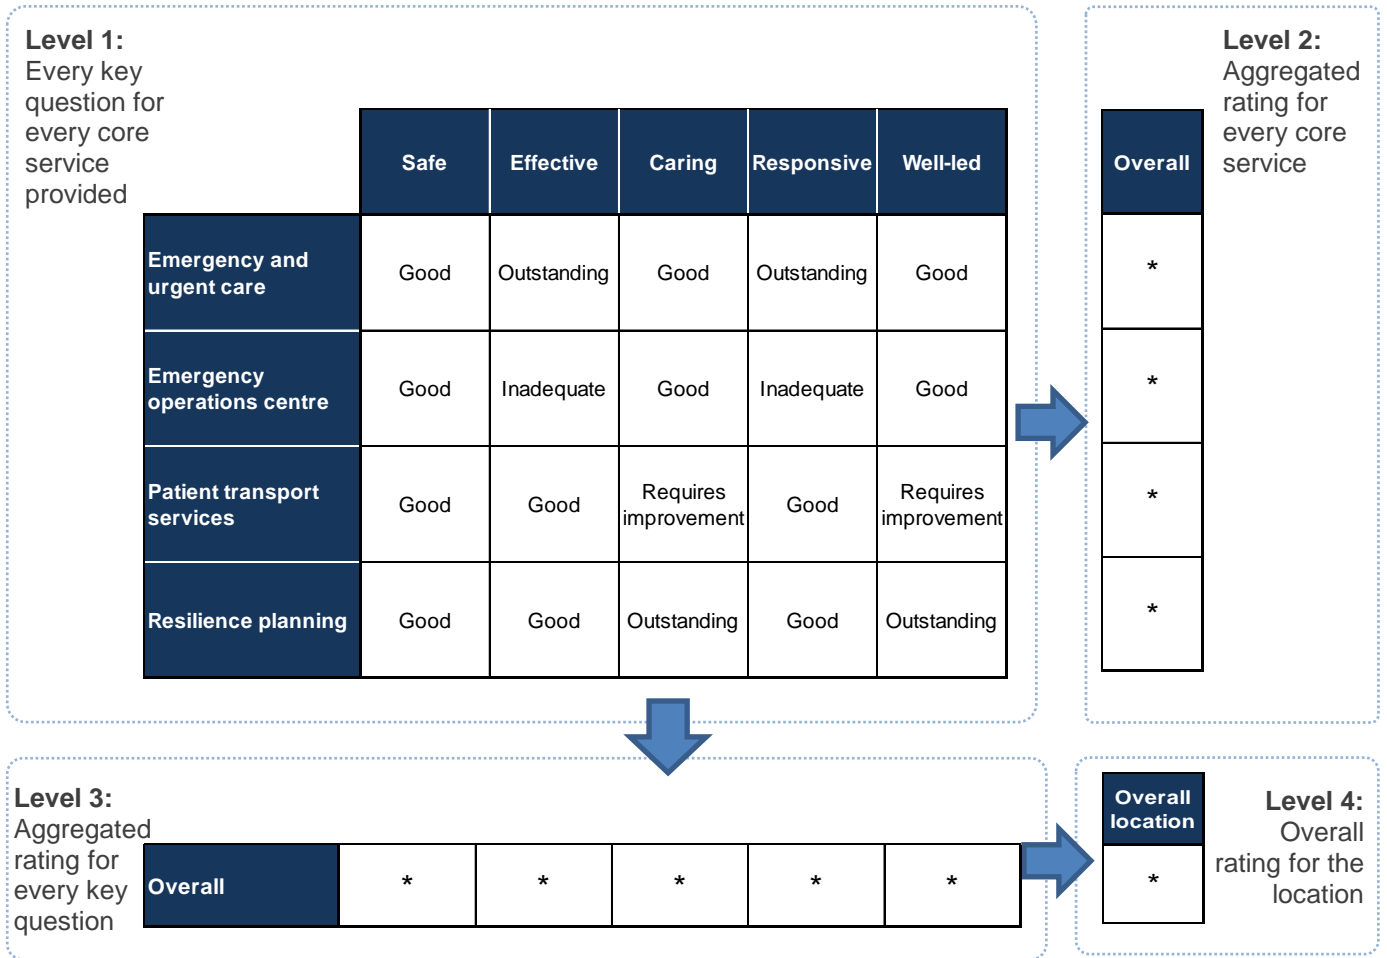 Level 1:
Every key
question for
every core
service
provided
Level 2:
Aggregated
rating for
every core
service
Safe Effective Caring Responsive Well-led
Overall
Emergency and
urgent care
Good Outstanding Good Outstanding Good
*
Emergency
operations centre
Good Inadequate Good Inadequate Good
*
Patient transport
services
Good Good Requires
improvement Good Requires
improvement
*
Resilience planning
Good Good Outstanding Good Outstanding
*
Level 3:
Aggregated
rating for
every key
question
Overall * * * * *
Overall
location
*
Level 4:
Overall
rating for the
location